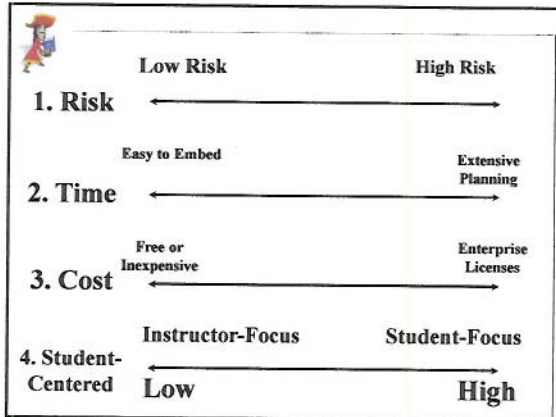 Low Risk High Risk
1. Risk
Easy to Embed Extensive
Planning
2. Time
Free or
Inexpensive
Enterprise
Licenses
3. Cost
Instructor-Focus Student-Focus
4. Student-
Centered
Low High